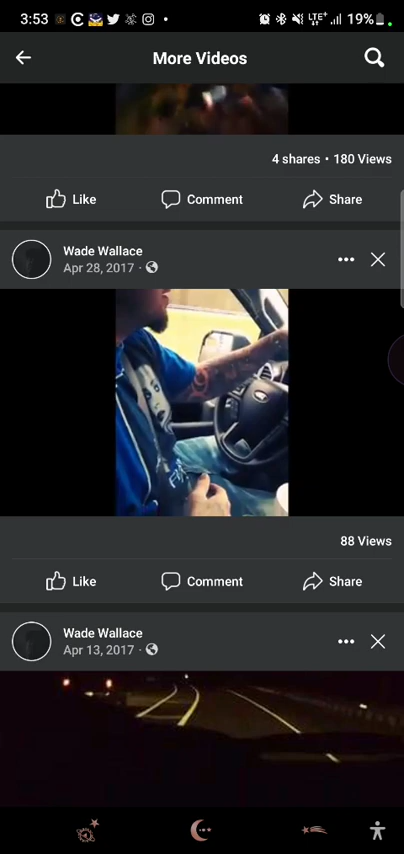 3:53
LTE+ 19%
More Videos
4 shares • 180 Views
Like Comment Share
Wade Wallace
Apr 28, 2017 ·
88 Views
Like Comment Share
Wade Wallace
Apr 13, 2017 ·